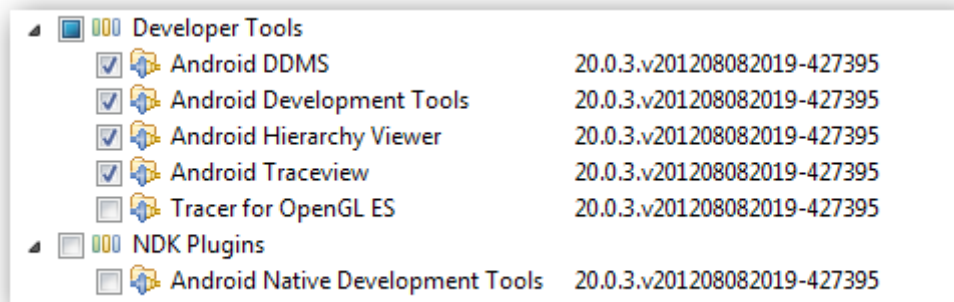 Developer Tools
Android DDMS 20.0.3.v201208082019-427395
Android Development Tools 20.0.3.v201208082019-427395
Android Hierarchy Viewer 20.0.3.v201208082019-427395
Android Traceview 20.0.3.v201208082019-427395
Tracer for OpenGL ES 20.0.3.v201208082019-427395
NDK Plugins
Android Native Development Tools 20.0.3.v201208082019-427395